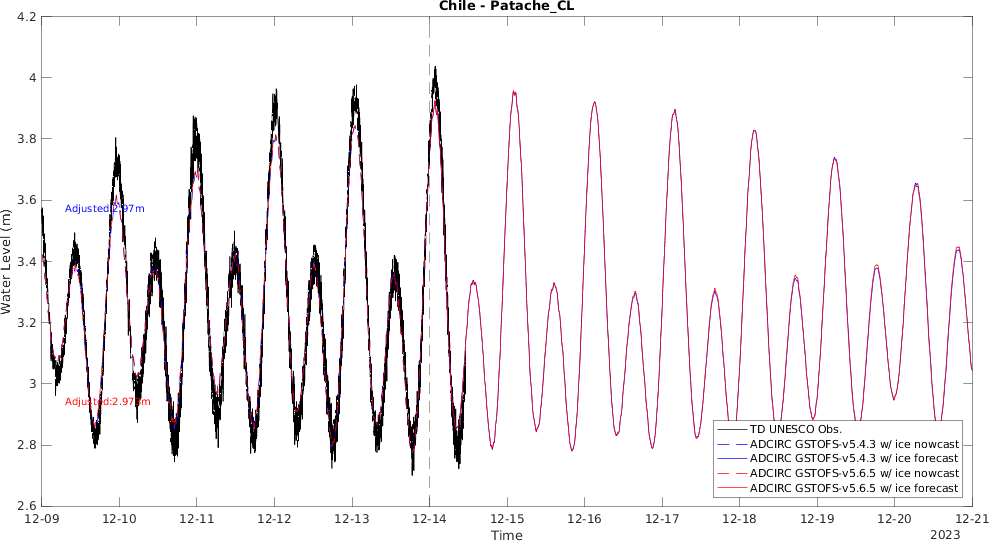 Chile - Patache_CL
4.2
4
3.8
3.6
3.4
3.2
3
2.8
2.6
Water Level (m)
Adjusted:2.97m
TD UNESCO Obs.
ADCIRC GSTOFS-v5.4.3 w/ ice nowcast
ADCIRC GSTOFS-v5.4.3 w/ ice forecast
ADCIRC GSTOFS-v5.6.5 w/ ice nowcast
ADCIRC GSTOFS-v5.6.5 w/ ice forecast
12-09 12-10 12-11 12-12 12-13 12-14 12-15 12-16 12-17 12-18 12-19 12-20 12-21
Time
2023